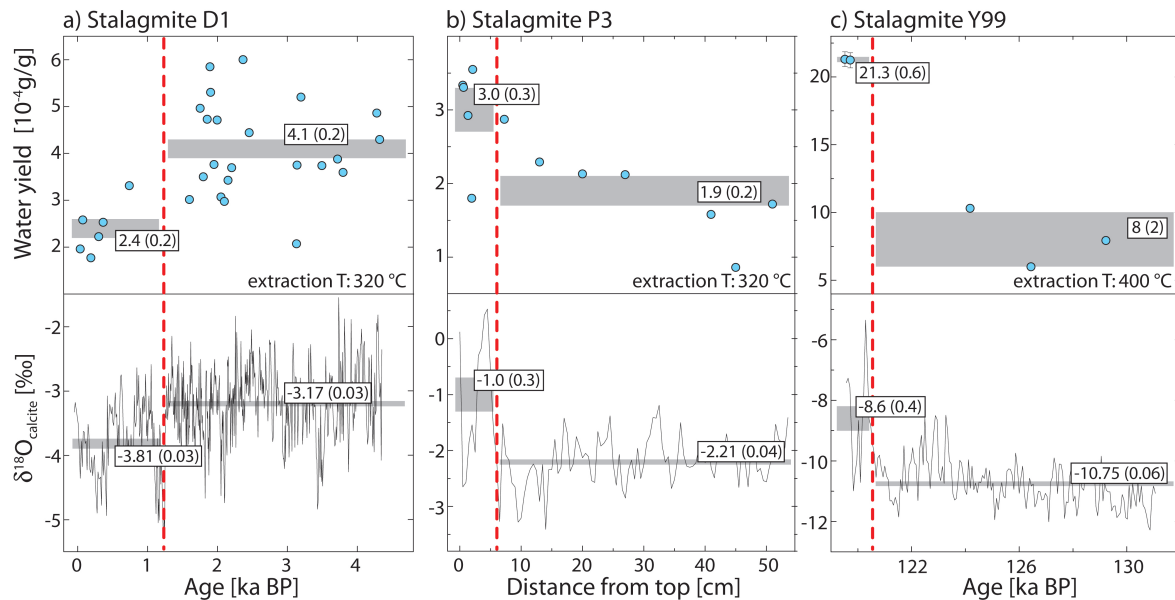 a) Stalagmite D1
b) Stalagmite P3
c) Stalagmite Y99
Water yield [10⁻⁴g/g]
6
5
4
3
2
4.1 (0.2)
2.4 (0.2)
extraction T: 320 °C
3
2
1
3.0 (0.3)
1.9 (0.2)
extraction T: 320 °C
20
15
10
5
21.3 (0.6)
8 (2)
extraction T: 400 °C
δ¹⁸O calcite [‰]
-2
-3
-4
-5
-3.17 (0.03)
-3.81 (0.03)
0
-1
-2
-3
-1.0 (0.3)
-2.21 (0.04)
-4
-6
-8
-10
-12
-8.6 (0.4)
-10.75 (0.06)
0 1 2 3 4
Age [ka BP]
0 10 20 30 40 50
Distance from top [cm]
122 126 130
Age [ka BP]